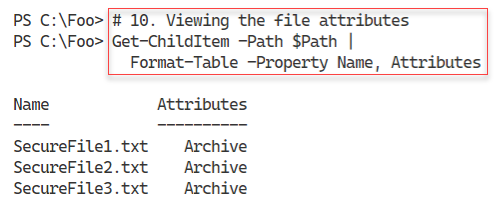 PS C:\Foo> # 10. Viewing the file attributes
PS C:\Foo> Get-ChildItem -Path $Path |
Format-Table -Property Name, Attributes
Name Attributes
---- ----------
SecureFile1.txt Archive
SecureFile2.txt Archive
SecureFile3.txt Archive